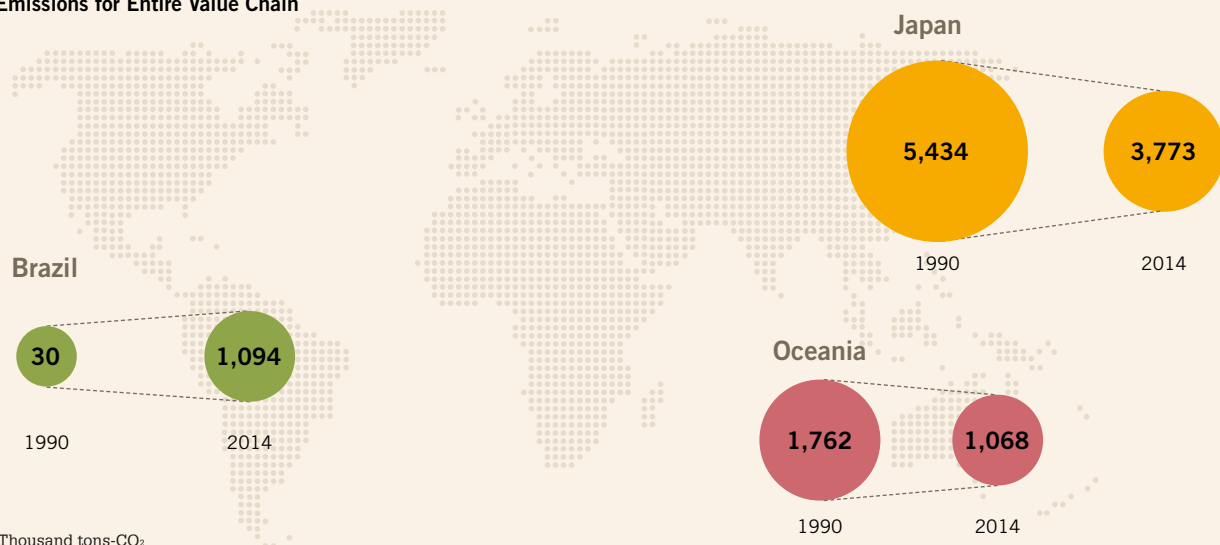 Emissions for Entire Value Chain
Japan
5,434
3,773
1990
2014
Brazil
30
1,094
1990
2014
Oceania
1,762
1,068
1990
2014
Thousand tons-CO₂